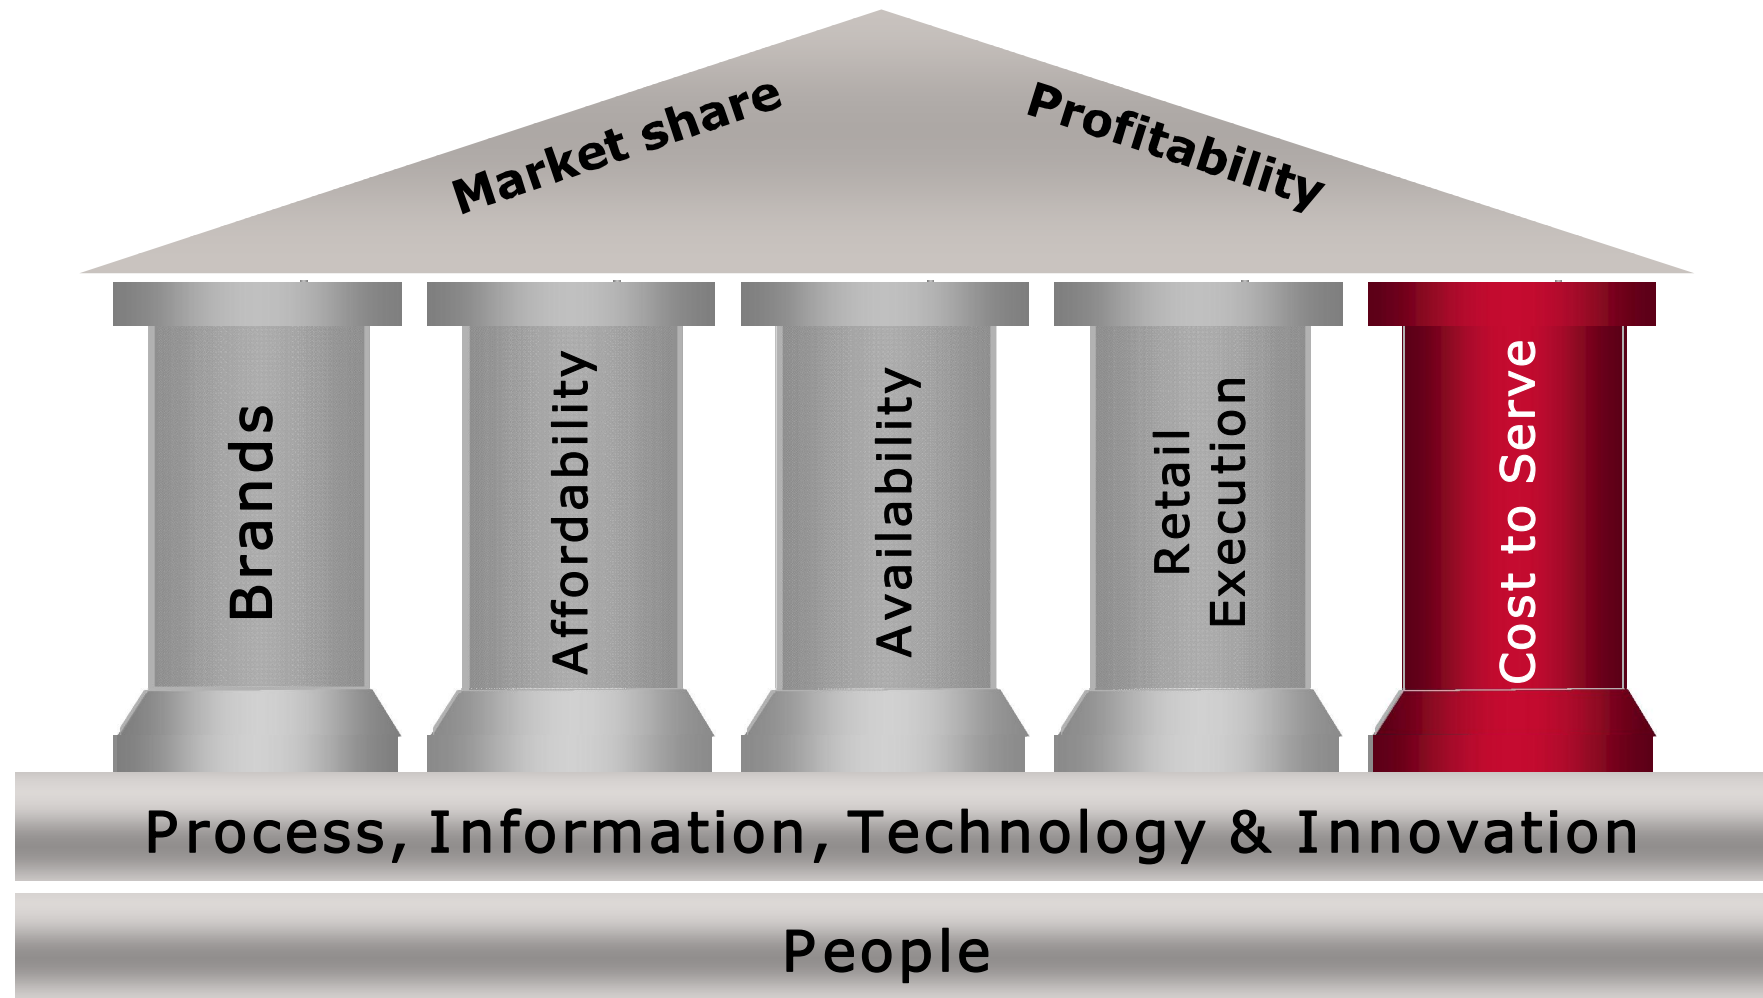 Market share
Profitability
Brands
Affordability
Availability
Retail
Execution
Cost to Serve
Process, Information, Technology & Innovation
People